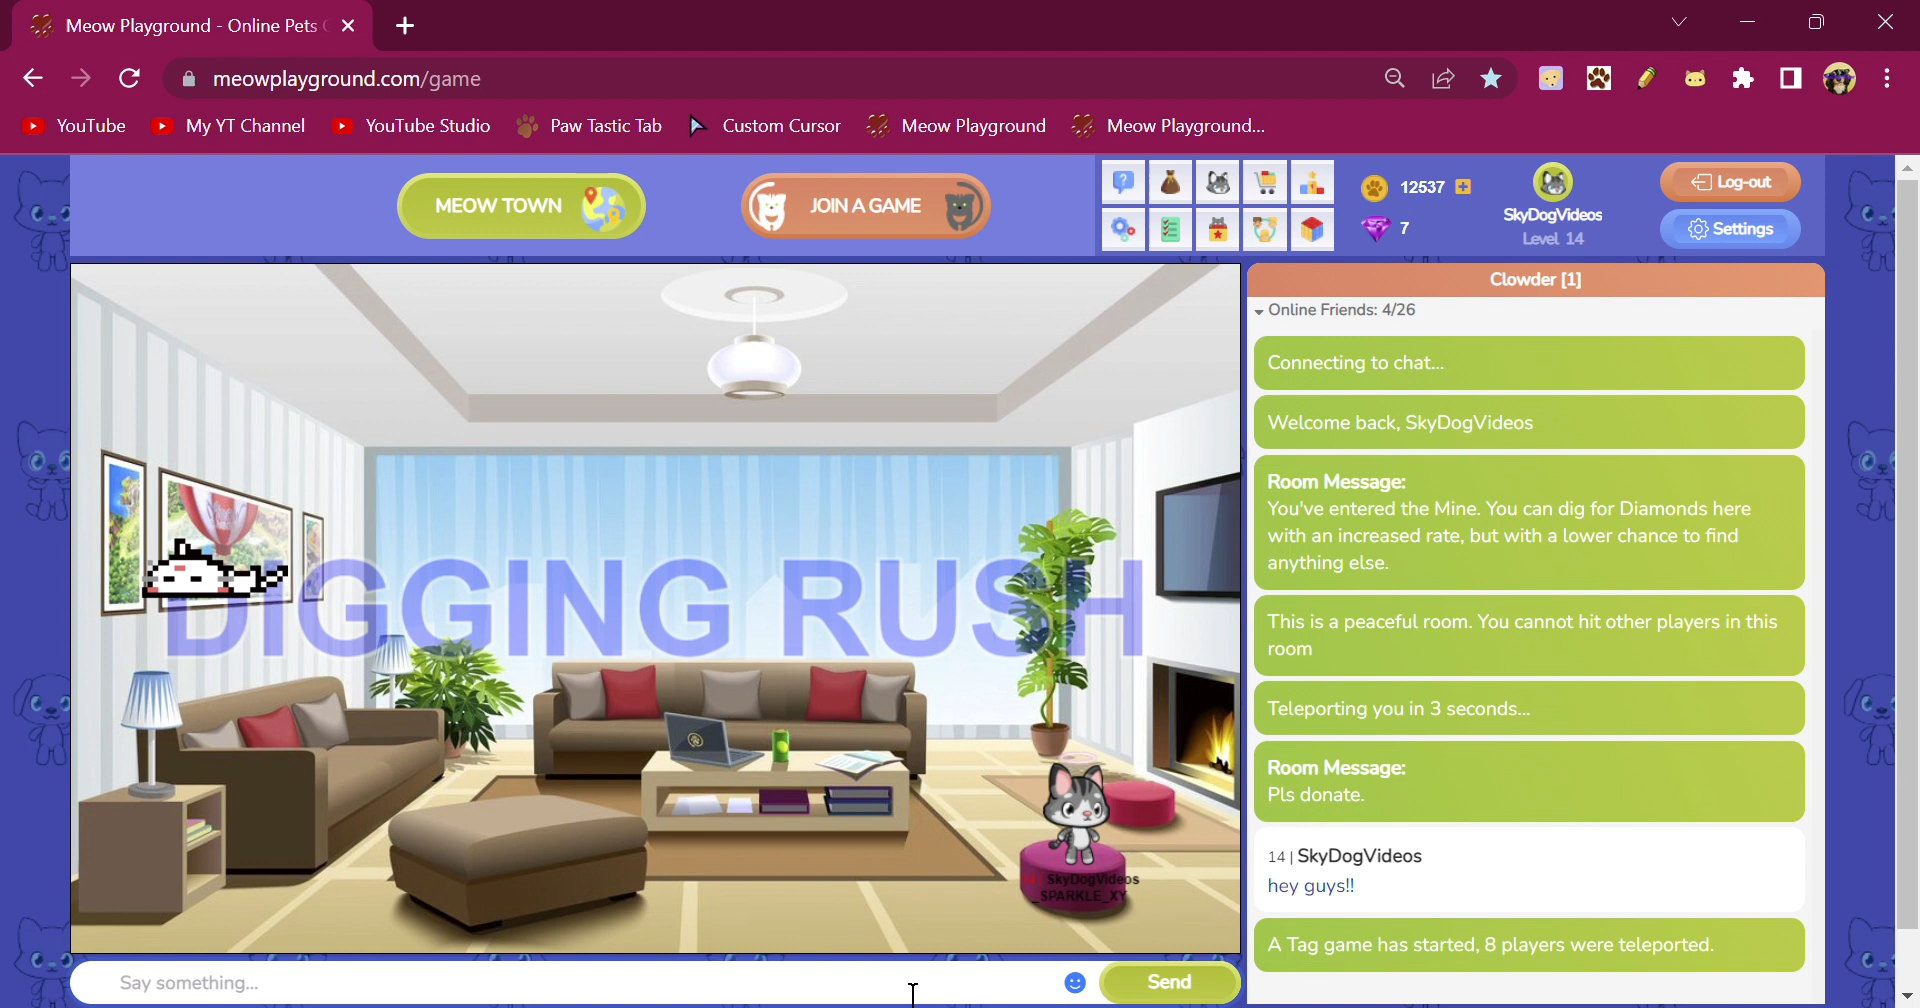 Meow Playground - Online Pets
meowplayground.com/game
YouTube
My YT Channel
YouTube Studio
Paw Tastic Tab
Custom Cursor
Meow Playground
Meow Playground...
MEOW TOWN
JOIN A GAME
12537
7
SkyDogVideos
Level 14
Log-out
Settings
Clowder [1]
Online Friends: 4/26
Connecting to chat...
Welcome back, SkyDogVideos
Room Message:
You've entered the Mine. You can dig for Diamonds here
with an increased rate, but with a lower chance to find
anything else.
This is a peaceful room. You cannot hit other players in this
room
Teleporting you in 3 seconds...
Room Message:
Pls donate.
14 | SkyDogVideos
hey guys!!
A Tag game has started, 8 players were teleported.
DIGGING RUSH
SkyDogVideos
_SPARKLE_XY
Say something...
Send